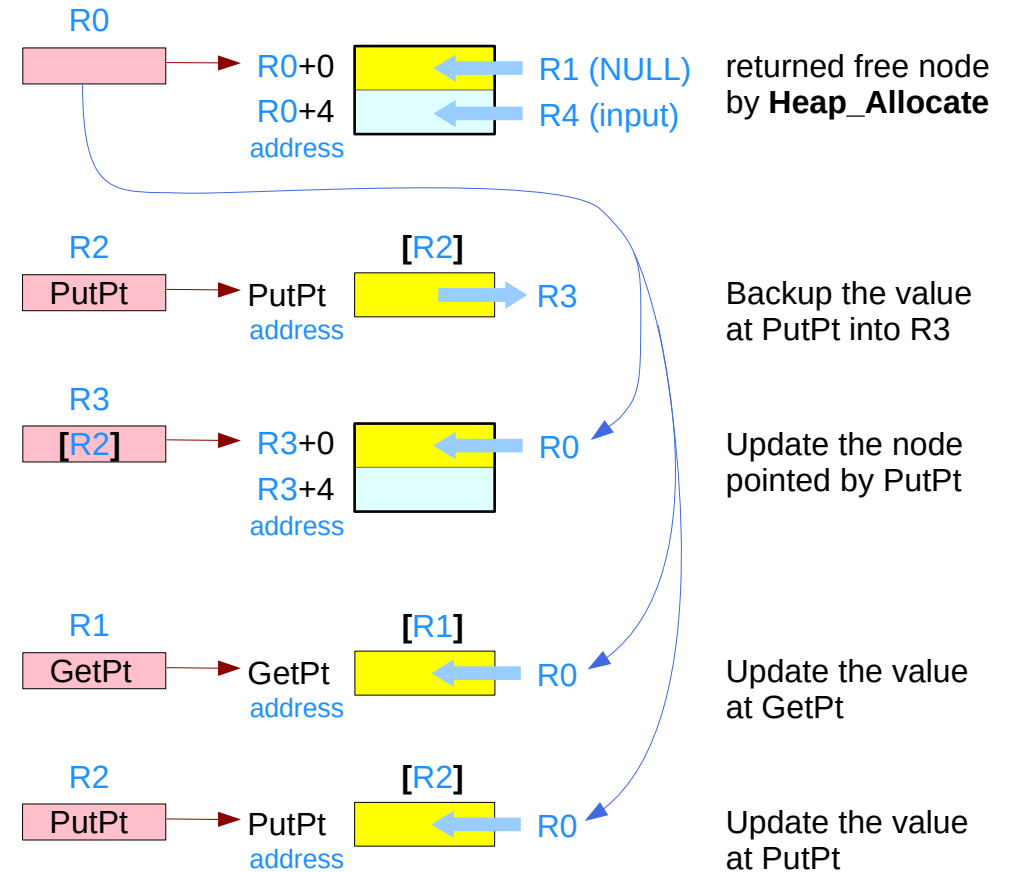 R0
R0+0
R1 (NULL)
returned free node
R0+4
R4 (input)
by Heap_Allocate
address
R2
[R2]
PutPt
PutPt
R3
Backup the value
address
at PutPt into R3
R3
[R2]
R3+0
R0
Update the node
R3+4
pointed by PutPt
address
R1
[R1]
GetPt
GetPt
R0
Update the value
address
at GetPt
R2
[R2]
PutPt
PutPt
R0
Update the value
address
at PutPt